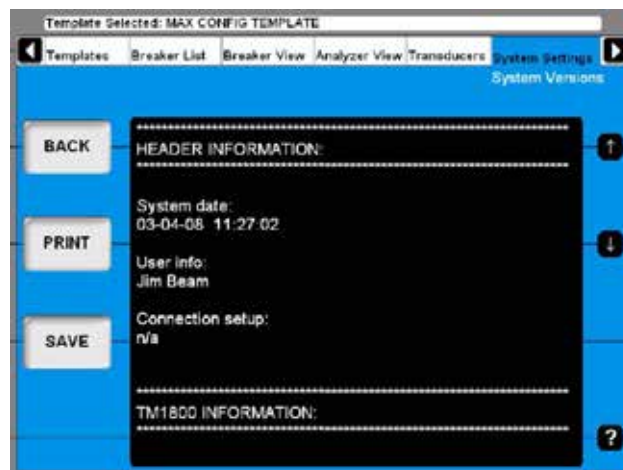 Template Selected: MAX CONFIG TEMPLATE
Templates Breaker List Breaker View Analyzer View Transducers System Settings
System Versions
BACK
PRINT
SAVE
****************************************************************
HEADER INFORMATION:
****************************************************************
System date:
03-04-08 11:27:02
User info:
Jim Beam
Connection setup:
n/a
****************************************************************
TM1800 INFORMATION:
****************************************************************
?